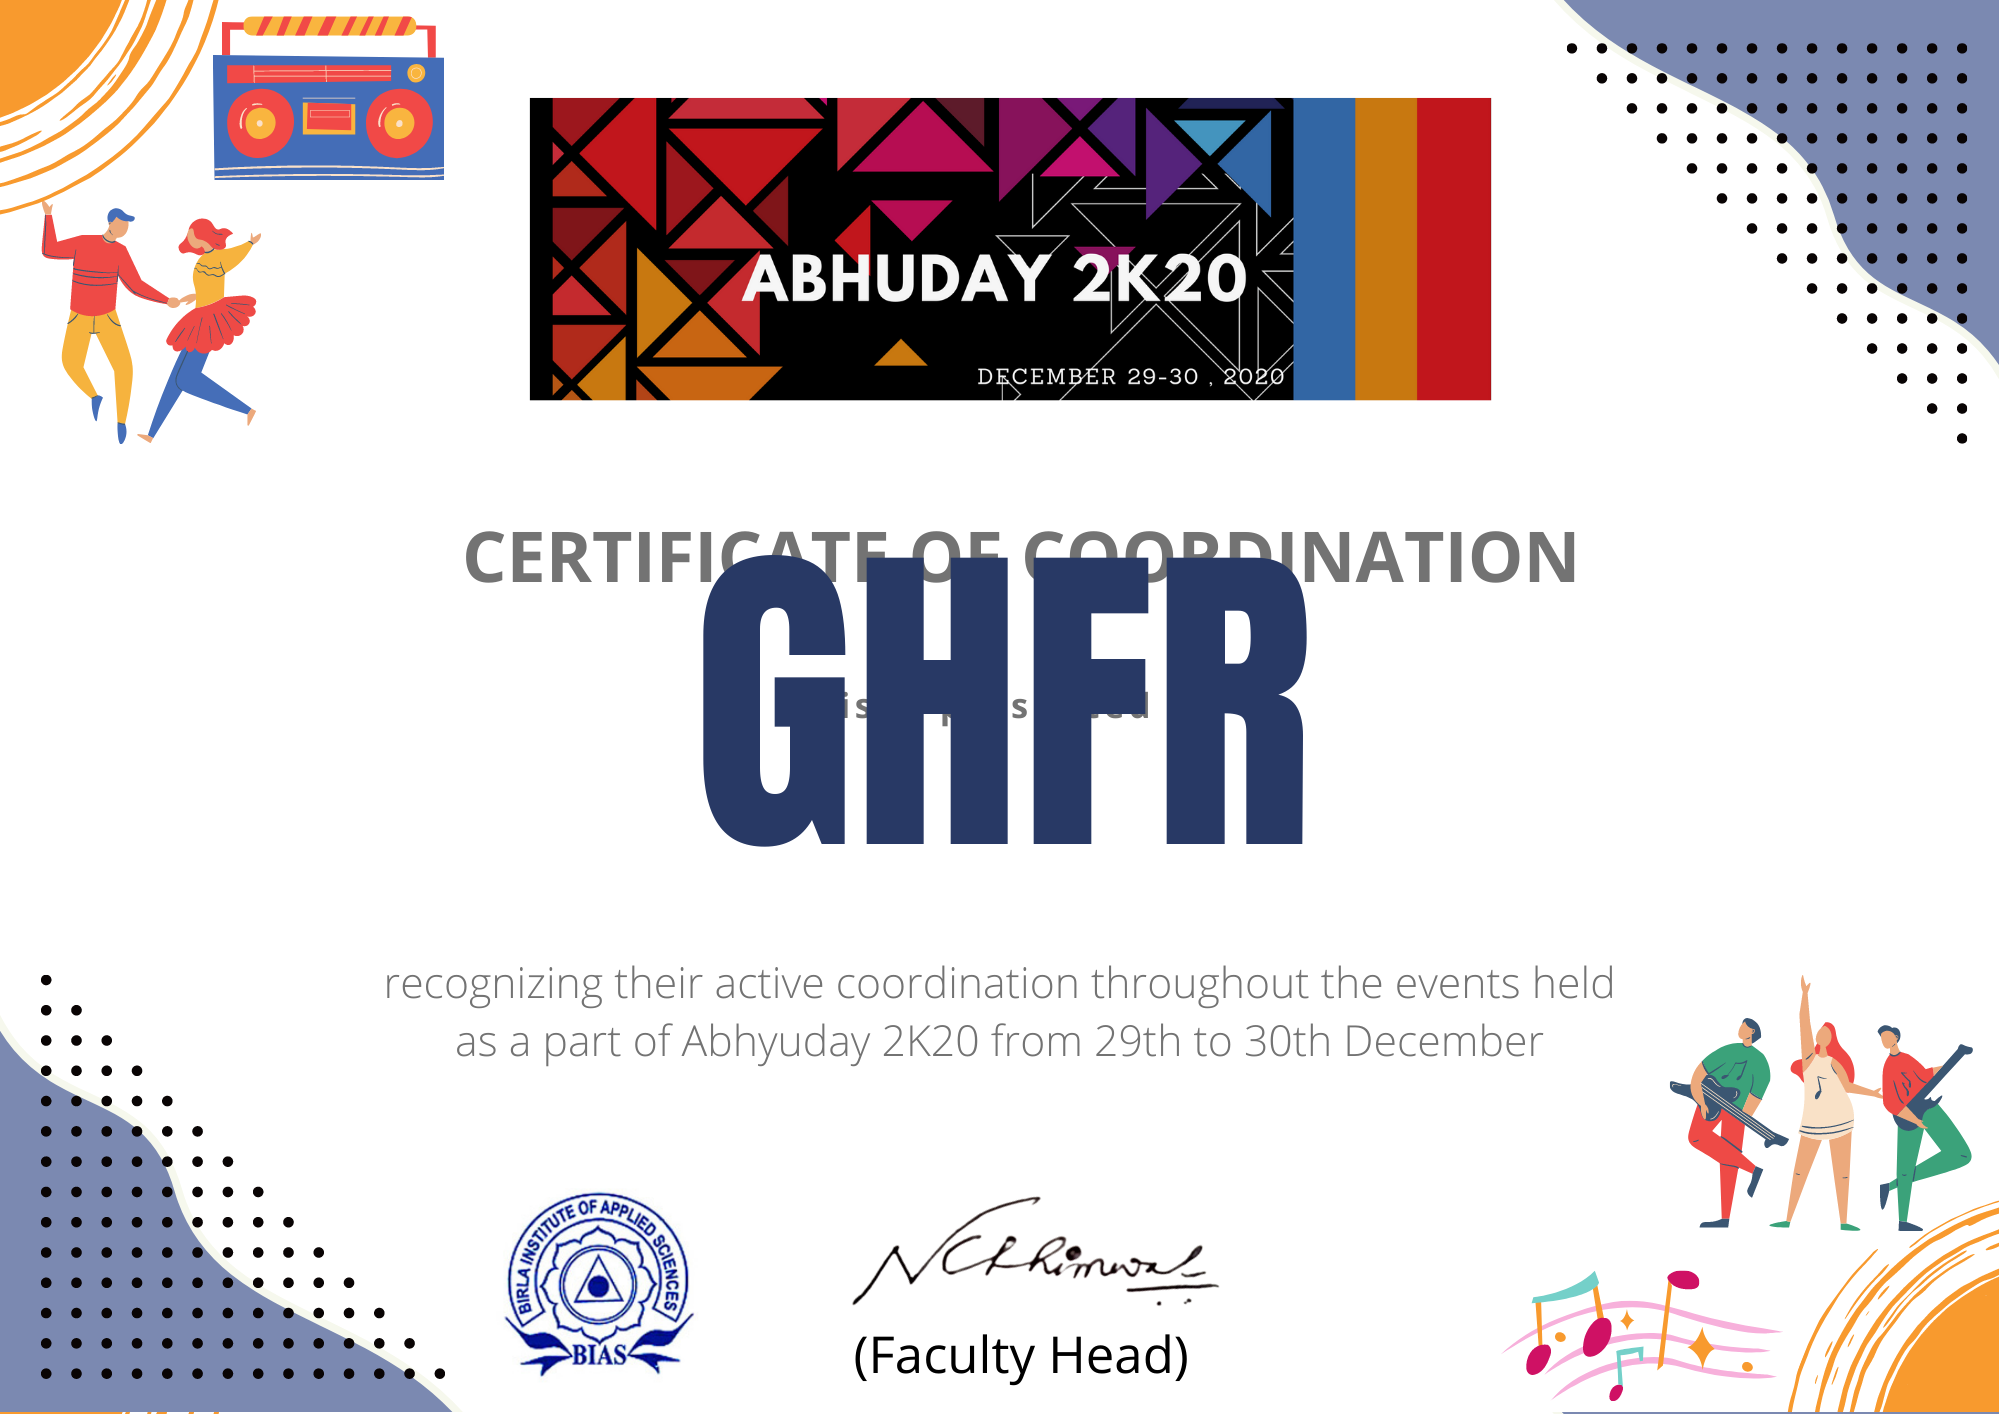 ABHUDAY 2K20
DECEMBER 29-30 , 2020
CERTIFICATE OF COORDINATION
GHFR
recognizing their active coordination throughout the events held
as a part of Abhyuday 2K20 from 29th to 30th December
BIRLA INSTITUTE OF APPLIED SCIENCES
BIAS
(Faculty Head)